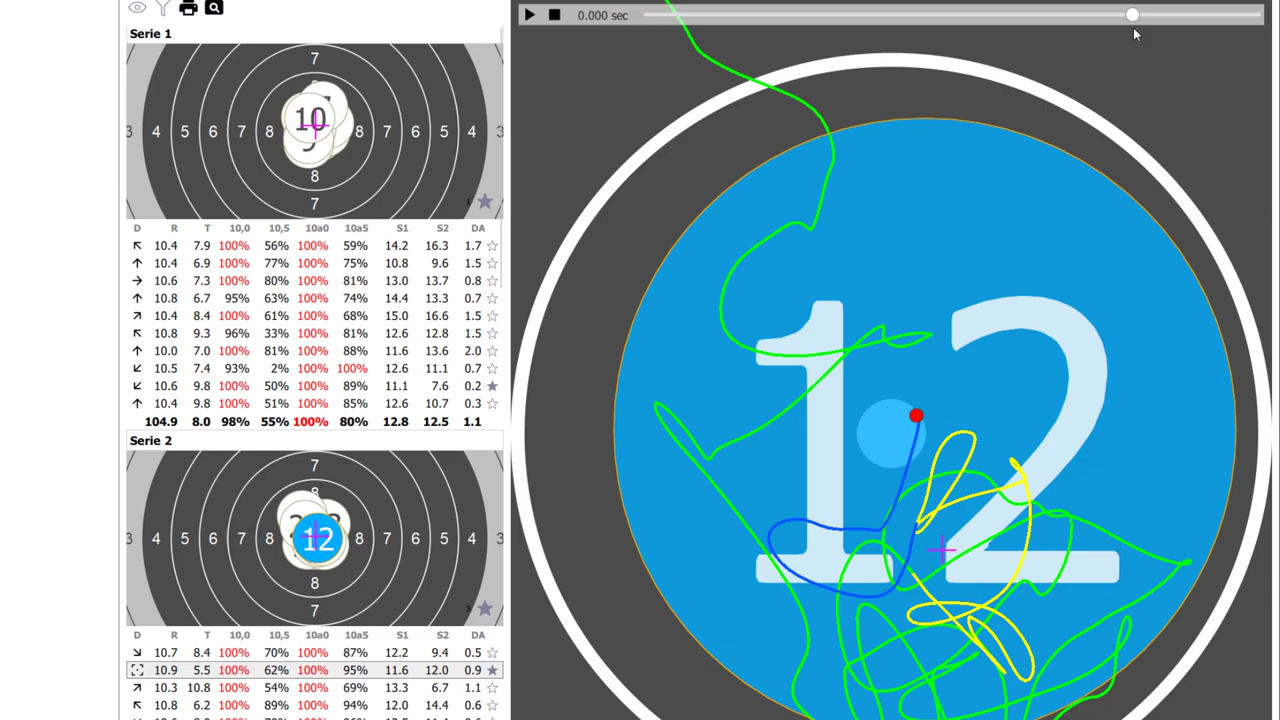 0.000 sec
Serie 1
7
8
3 4 5 6 7 8 10 8 7 6 5 4 3
9
8
7
1
D R T 10,0 10,5 10a0 10a5 S1 S2 DA
10.4 7.9 100% 56% 100% 59% 14.2 16.3 1.7
10.4 6.9 100% 77% 100% 75% 10.8 9.6 1.5
10.6 7.3 100% 80% 100% 81% 13.0 13.7 0.8
10.8 6.7 95% 63% 100% 74% 14.4 13.3 0.7
10.4 8.4 100% 61% 100% 68% 15.0 16.6 1.5
10.8 9.3 96% 33% 100% 65% 12.6 12.8 1.5
10.0 7.0 100% 81% 100% 88% 11.6 13.6 2.0
10.5 7.4 93% 2% 100% 100% 12.6 11.1 0.7
10.6 9.8 100% 50% 100% 89% 11.1 7.6 0.2
10.4 9.8 100% 51% 100% 85% 12.6 10.7 0.3
104.9 8.0 98% 55% 100% 80% 12.8 12.5 1.1
Serie 2
7
8
3 4 5 6 7 8 12 8 7 6 5 4 3
8
7
3
D R T 10,0 10,5 10a0 10a5 S1 S2 DA
10.7 8.4 100% 70% 100% 87% 12.2 9.4 0.5
10.9 5.5 100% 62% 100% 95% 11.6 12.0 0.9
10.3 10.8 100% 54% 100% 69% 13.3 6.7 1.1
10.8 6.2 100% 89% 100% 94% 12.0 14.0 0.6
12